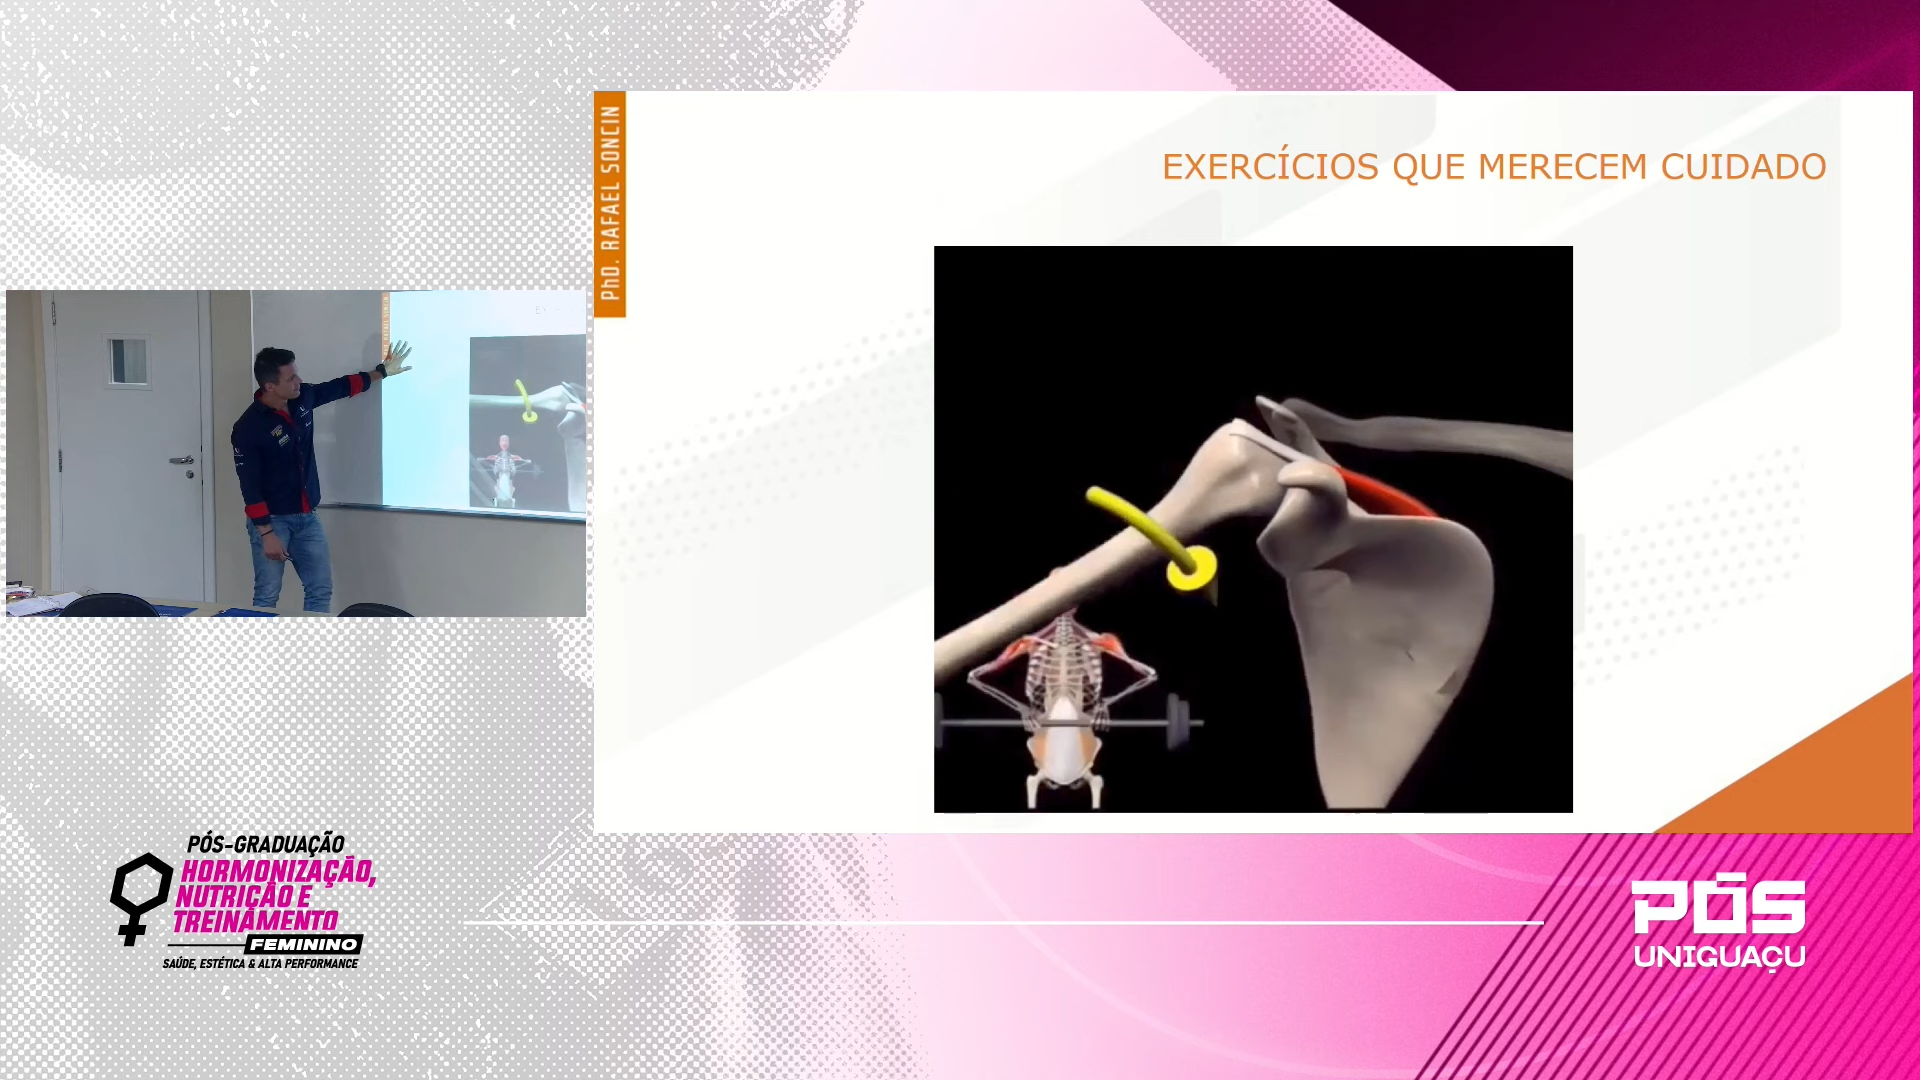 PhD. RAFAEL SONCIN
EXERCÍCIOS QUE MERECEM CUIDADO
PÓS-GRADUAÇÃO
HORMONIZAÇÃO,
NUTRIÇÃO E
TREINAMENTO
FEMININO
SAÚDE, ESTÉTICA & ALTA PERFORMANCE
PÓS
UNIGUAÇU